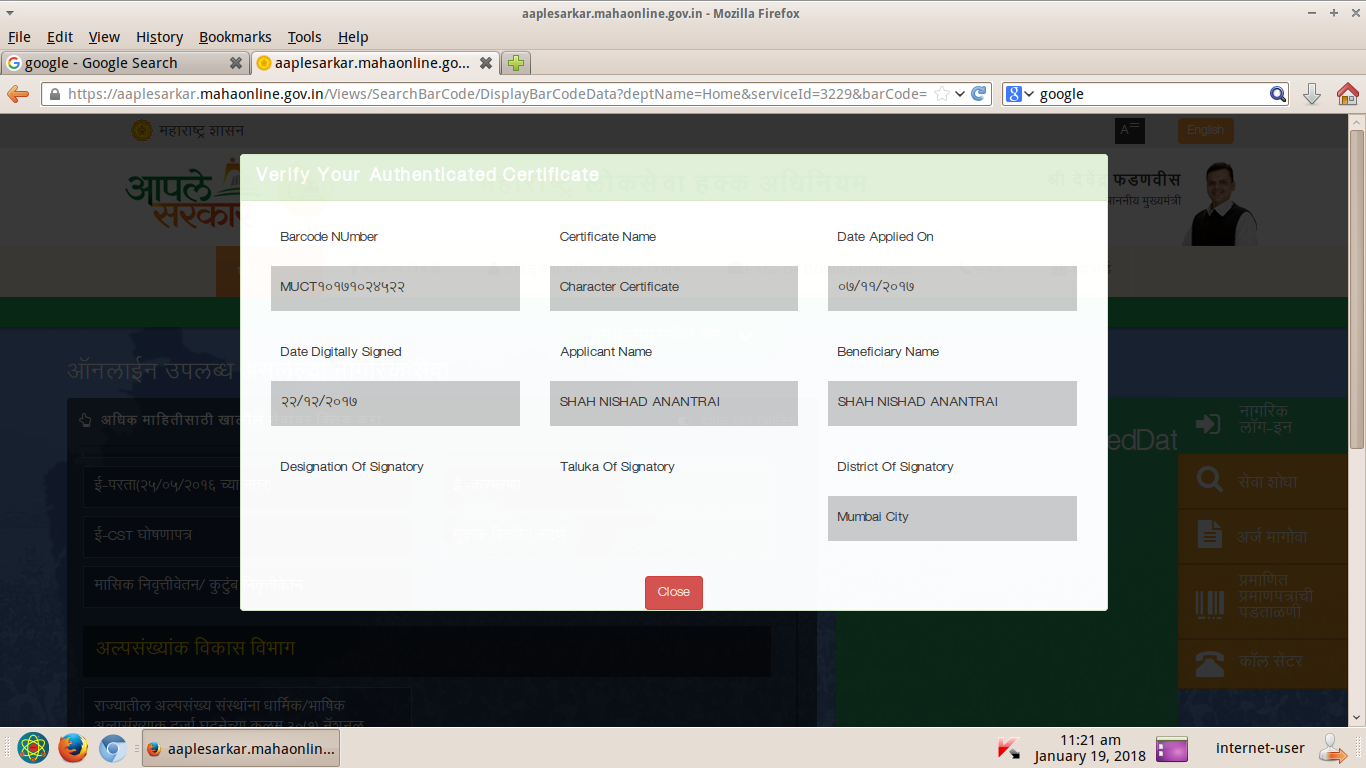 aaplesarkar.mahaonline.gov.in - Mozilla Firefox
File Edit View History Bookmarks Tools Help
google - Google Search
aaplesarkar.mahaonline.go...
https://aaplesarkar.mahaonline.gov.in/Views/SearchBarCode/DisplayBarCodeData?deptName=Home&serviceId=3229&barCode=
google
महाराष्ट्र शासन
A
English
आपले सरकार
Verify Your Authenticated Certificate
महाराष्ट्र लोकसेवा हक्क अधिनियम
श्री देवेंद्र फडणवीस
माननीय मुख्यमंत्री
Barcode NUmber
Certificate Name
Date Applied On
MUCT१०१७१०२४५२२
Character Certificate
०७/११/२०१७
Date Digitally Signed
Applicant Name
Beneficiary Name
ऑनलाईन उपलब्ध
२२/१२/२०१७
SHAH NISHAD ANANTRAI
SHAH NISHAD ANANTRAI
अधिक माहितीसाठी
edDat
नागरिक
लॉग-इन
Designation Of Signatory
Taluka Of Signatory
District Of Signatory
ई-परता(२५/०५/२०१६
सेवा शोधा
Mumbai City
ई-CST घोषणापत्र
अर्ज मागोवा
मासिक निवृत्तीवेतन/ कुटुंब
Close
प्रमाणित
प्रमाणपत्राची
पडताळणी
अल्पसंख्यांक विकास विभाग
कॉल सेंटर
राज्यातील अल्पसंख्य संस्थांना धार्मिक/भाषिक
aaplesarkar.mahaonlin...
11:21 am
January 19, 2018
internet-user